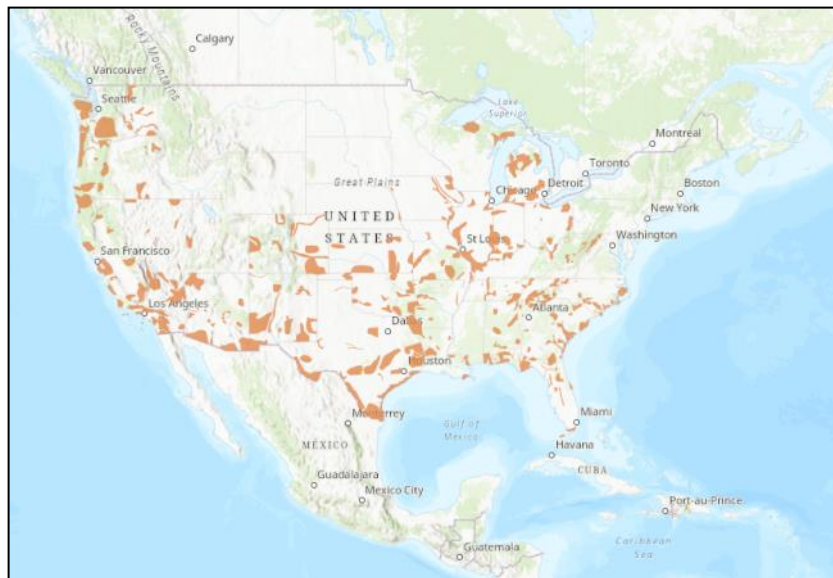 Calgary
Rocky Mountains
Vancouver
Seattle
Lake
Superior
Montreal
Toronto
Great Plains
Chicago
Detroit
Boston
New York
UNITED
STATES
St Louis
Washington
San Francisco
Los Angeles
Atlanta
Dallas
Houston
Monterrey
Gulf of
Mexico
Miami
Havana
MÉXICO
CUBA
Guadalajara
Mexico City
Port-au-Prince
Guatemala
Caribbean
Sea